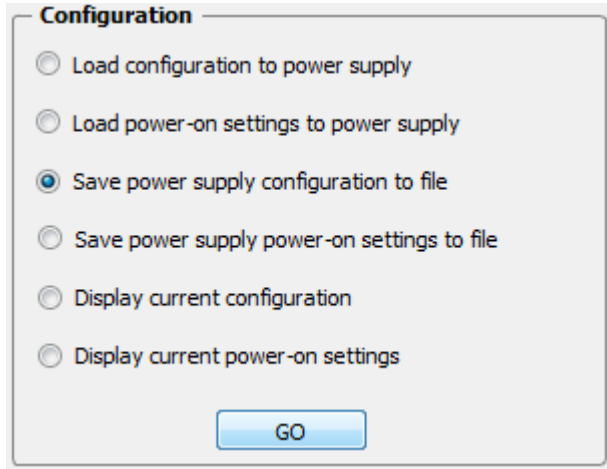 Configuration
Load configuration to power supply
Load power-on settings to power supply
Save power supply configuration to file
Save power supply power-on settings to file
Display current configuration
Display current power-on settings
GO